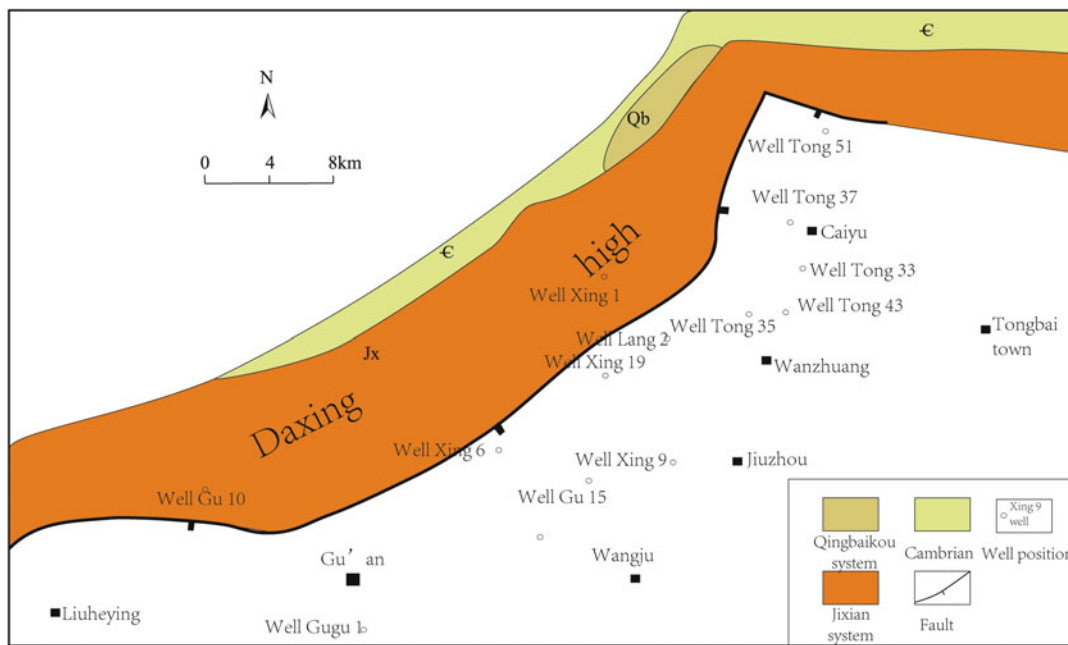 Є
N
Qb
0 4 8km
Well Tong 51
Well Tong 37
Caiyu
Є
high
Well Tong 33
Well Xing 1
Well Tong 43
Well Tong 35
Tongbai
town
Well Lang 2
Jx
Well Xing 19
Wanzhuang
Daxing
Well Xing 6
Well Xing 9
Jiuzhou
Well Gu 10
Well Gu 15
Xing 9
well
Qingbaikou
system
Cambrian
Well position
Gu' an
Wangju
Liuheying
Well Gugu 1
Jixian
system
Fault